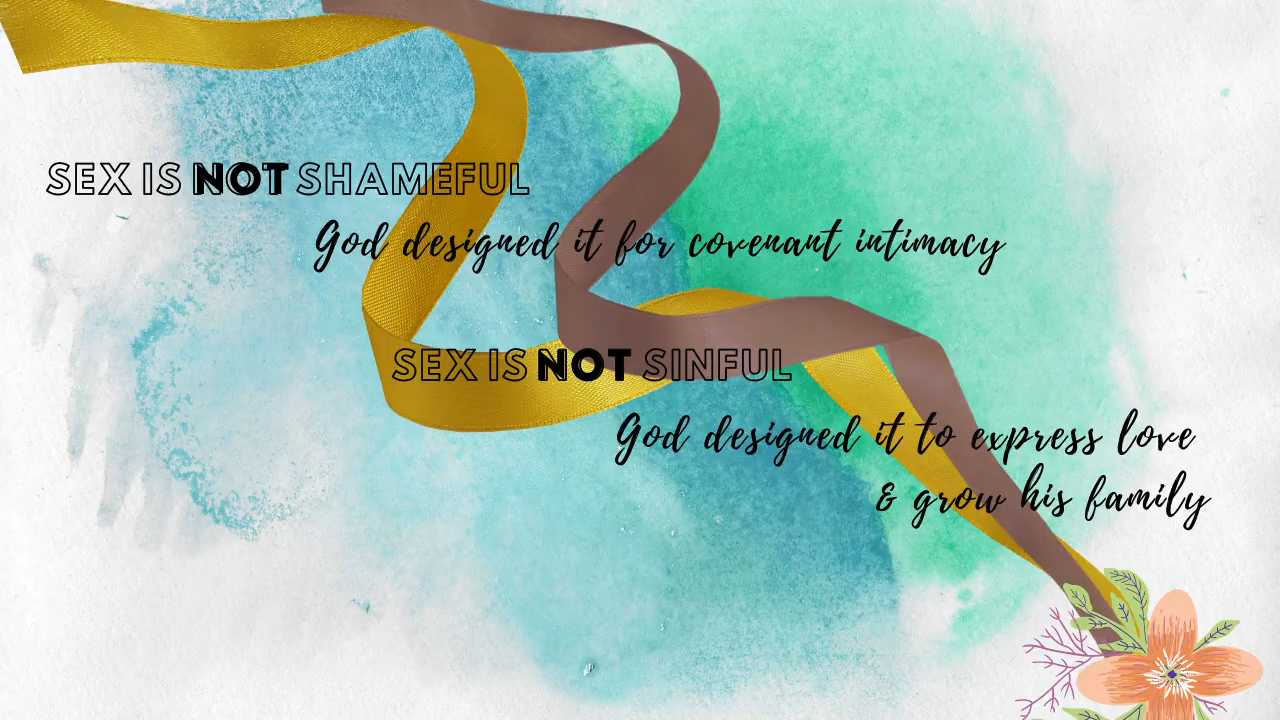 SEX IS NOT SHAMEFUL
God designed it for covenant intimacy
SEX IS NOT SINFUL
God designed it to express love
& grow his family